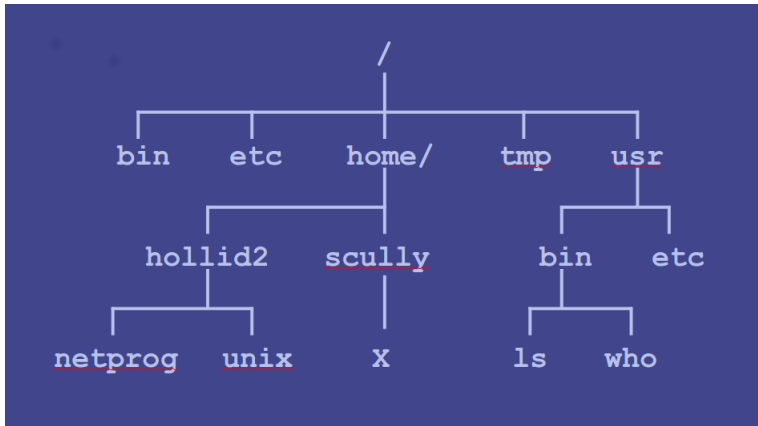 /
bin etc home/ tmp usr
hollid2 scully bin etc
netprog unix X ls who